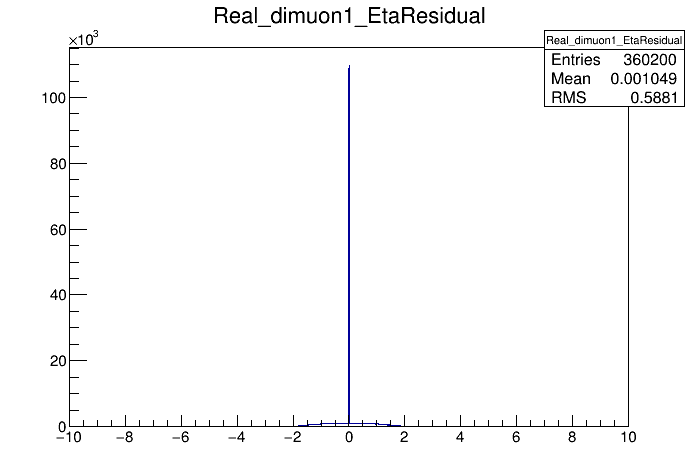 Real_dimuon1_EtaResidual
×10³
Real_dimuon1_EtaResidual
Entries 360200
Mean 0.001049
RMS 0.5881
100
80
60
40
20
0
−10 −8 −6 −4 −2 0 2 4 6 8 10